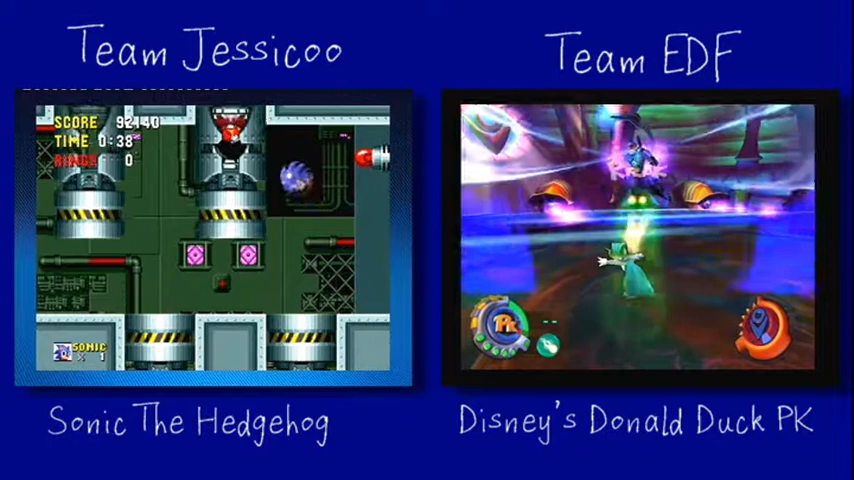 Team Jessicoo
Team EDF
SCORE 92140
TIME 0:38
RINGS 0
PK
SONIC
x 1
Sonic The Hedgehog
Disney's Donald Duck PK